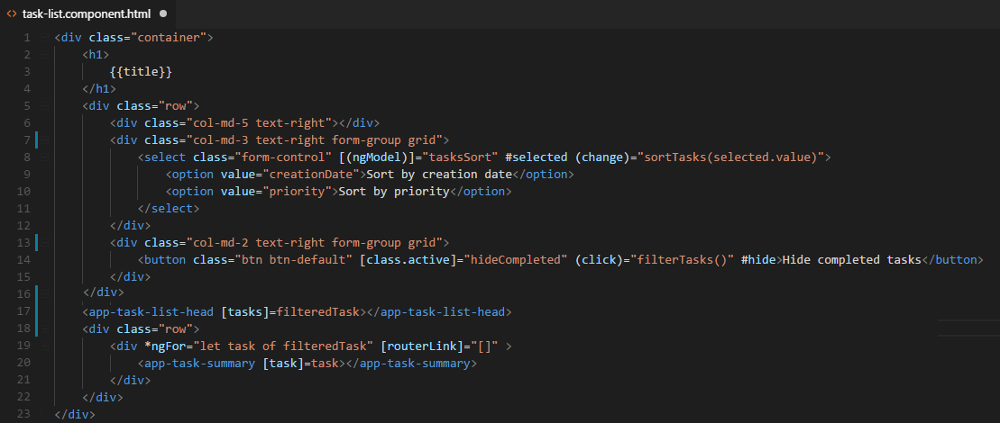 <> task-list.component.html
1 <div class="container">
2 <h1>
3 {{title}}
4 </h1>
5 <div class="row">
6 <div class="col-md-5 text-right"></div>
7 <div class="col-md-3 text-right form-group grid">
8 <select class="form-control" [(ngModel)]="tasksSort" #selected (change)="sortTasks(selected.value)">
9 <option value="creationDate">Sort by creation date</option>
10 <option value="priority">Sort by priority</option>
11 </select>
12 </div>
13 <div class="col-md-2 text-right form-group grid">
14 <button class="btn btn-default" [class.active]="hideCompleted" (click)="filterTasks()" #hide>Hide completed tasks</button>
15 </div>
16 </div>
17 <app-task-list-head [tasks]=filteredTask></app-task-list-head>
18 <div class="row">
19 <div *ngFor="let task of filteredTask" [routerLink]="[]" >
20 <app-task-summary [task]=task></app-task-summary>
21 </div>
22 </div>
23 </div>